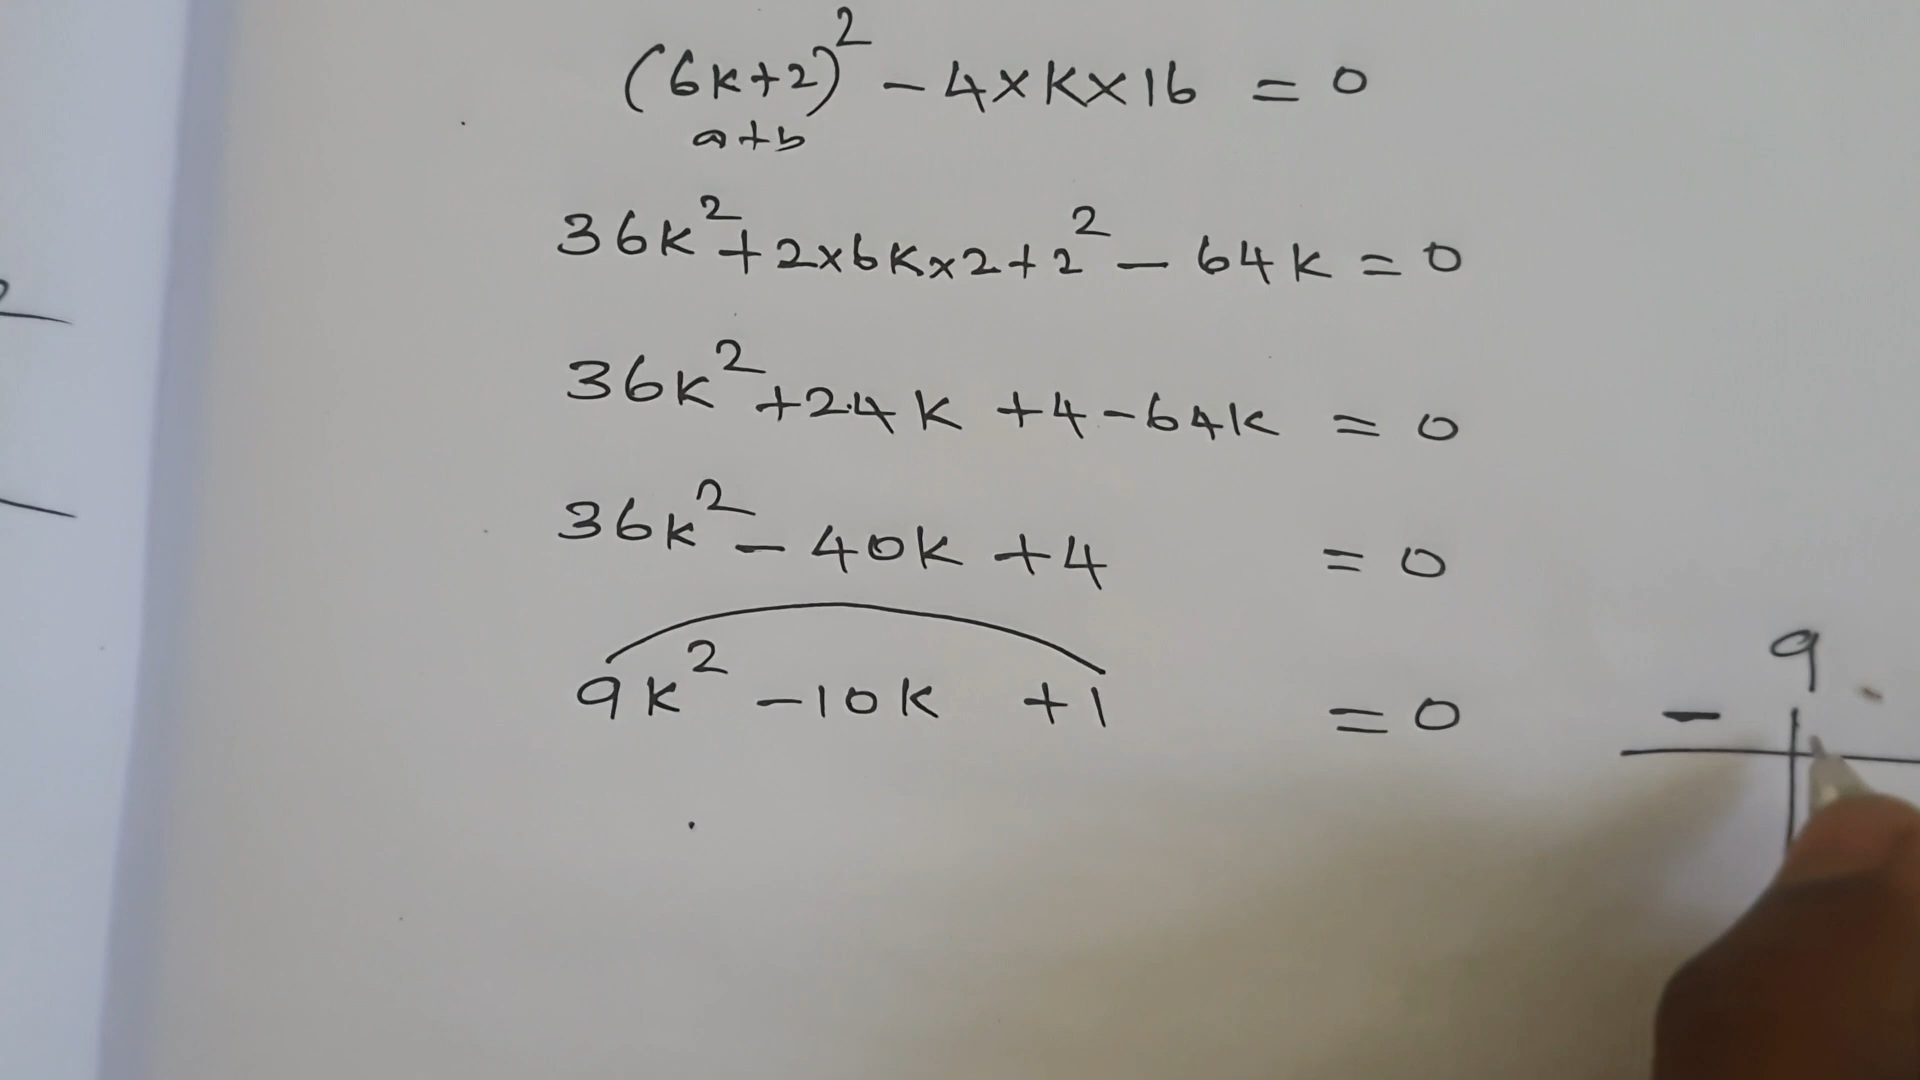 (6k+2)² - 4×k×16 = 0
a+b
36k² + 2×6k×2+2² - 64k = 0
36k² + 24k + 4 - 64k = 0
36k² - 40k + 4 = 0
9k² - 10k + 1 = 0
9
-